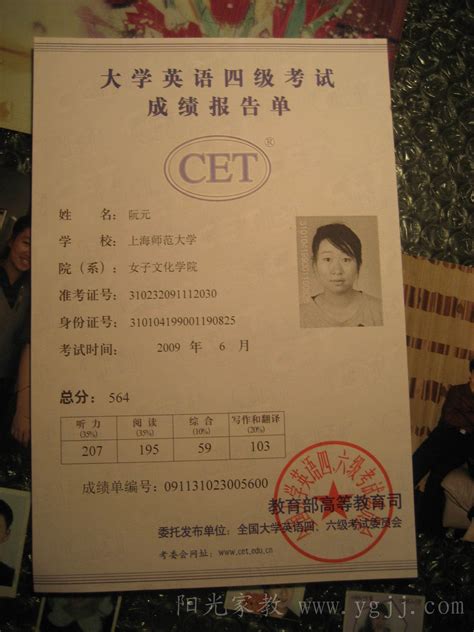 大学英语四级考试
成绩报告单
CET®
姓 名： 阮元
学 校： 上海师范大学
院（系）： 女子文化学院
准考证号： 310232091112030
身份证号： 310104199001190825
考试时间： 2009 年 6 月
总分： 564
听 力 阅 读 综 合 写作和翻译
(35%) (35%) (10%) (20%)
207 195 59 103
成绩单编号：091131023005600
教育部高等教育司
委托发布单位：全国大学英语四、六级考试委员会
考委会网址：www.cet.edu.cn
阳光家教 www.ygjj.com